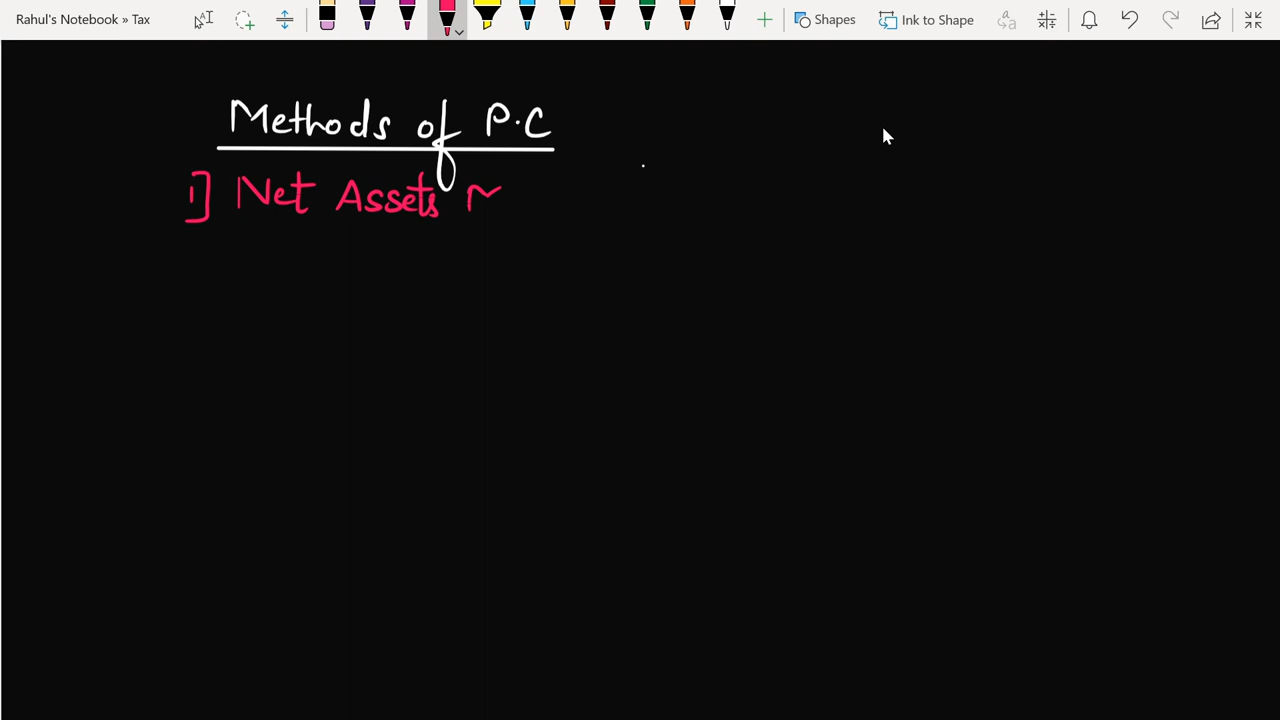 Rahul's Notebook » Tax Shapes Ink to Shape
Methods of P.C
1] Net Assets